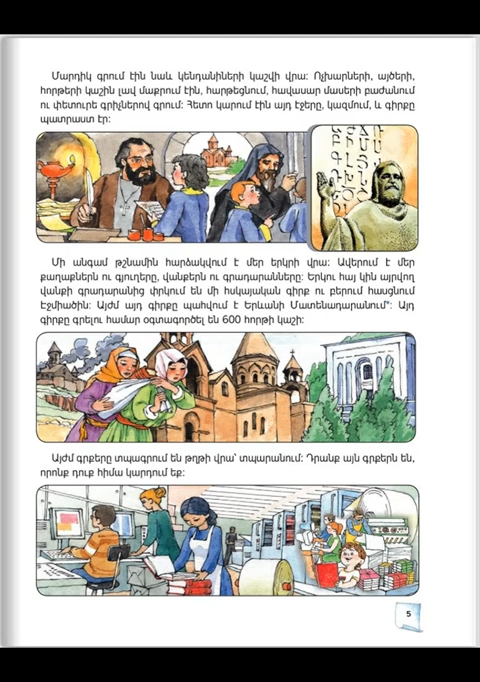 Մարդիկ գրում էին նաև կենդանիների կաշվի վրա։ Ոչխարների, այծերի,
հորթերի կաշին լավ մաքրում էին, հարթեցնում, հավասար մասերի բաժանում
ու փետուրե գրիչներով գրում։ Հետո կարում էին այդ էջերը, կազմում, և գիրքը
պատրաստ էր։
Մի անգամ թշնամին հարձակվում է մեր երկրի վրա։ Ավերում է մեր
քաղաքներն ու գյուղերը, վանքերն ու գրադարանները։ Երկու հայ կին այրվող
վանքի գրադարանից փրկում են մի հսկայական գիրք ու բերում հասցնում
Էջմիածին։ Այժմ այդ գիրքը պահվում է Երևանի Մատենադարանում*։ Այդ
գիրքը գրելու համար օգտագործել են 600 հորթի կաշի։
Այժմ գրքերը տպագրում են թղթի վրա՝ տպարանում։ Դրանք այն գրքերն են,
որոնք դուք հիմա կարդում եք։
5